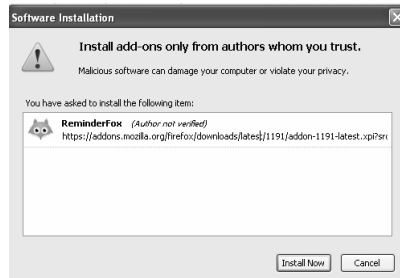 Software Installation
Install add-ons only from authors whom you trust.
Malicious software can damage your computer or violate your privacy.
You have asked to install the following item:
ReminderFox (Author not verified)
https://addons.mozilla.org/firefox/downloads/latest/1191/addon-1191-latest.xpi?src
Install Now Cancel